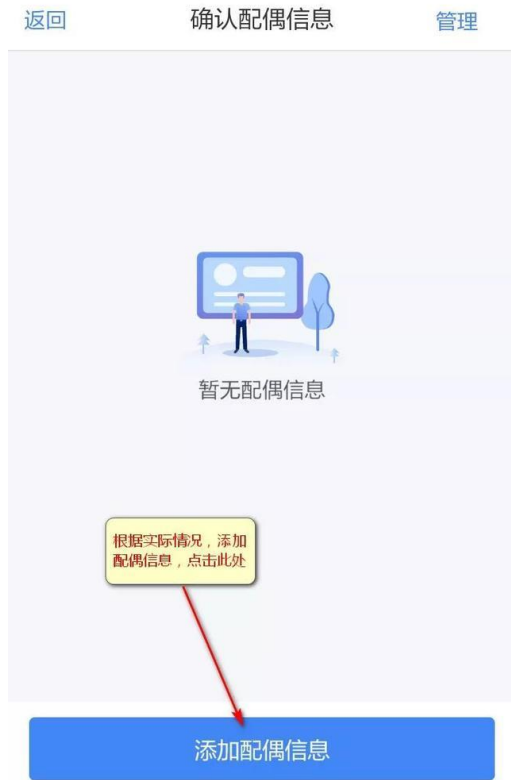 返回 确认配偶信息 管理
暂无配偶信息
根据实际情况，添加
配偶信息，点击此处
添加配偶信息